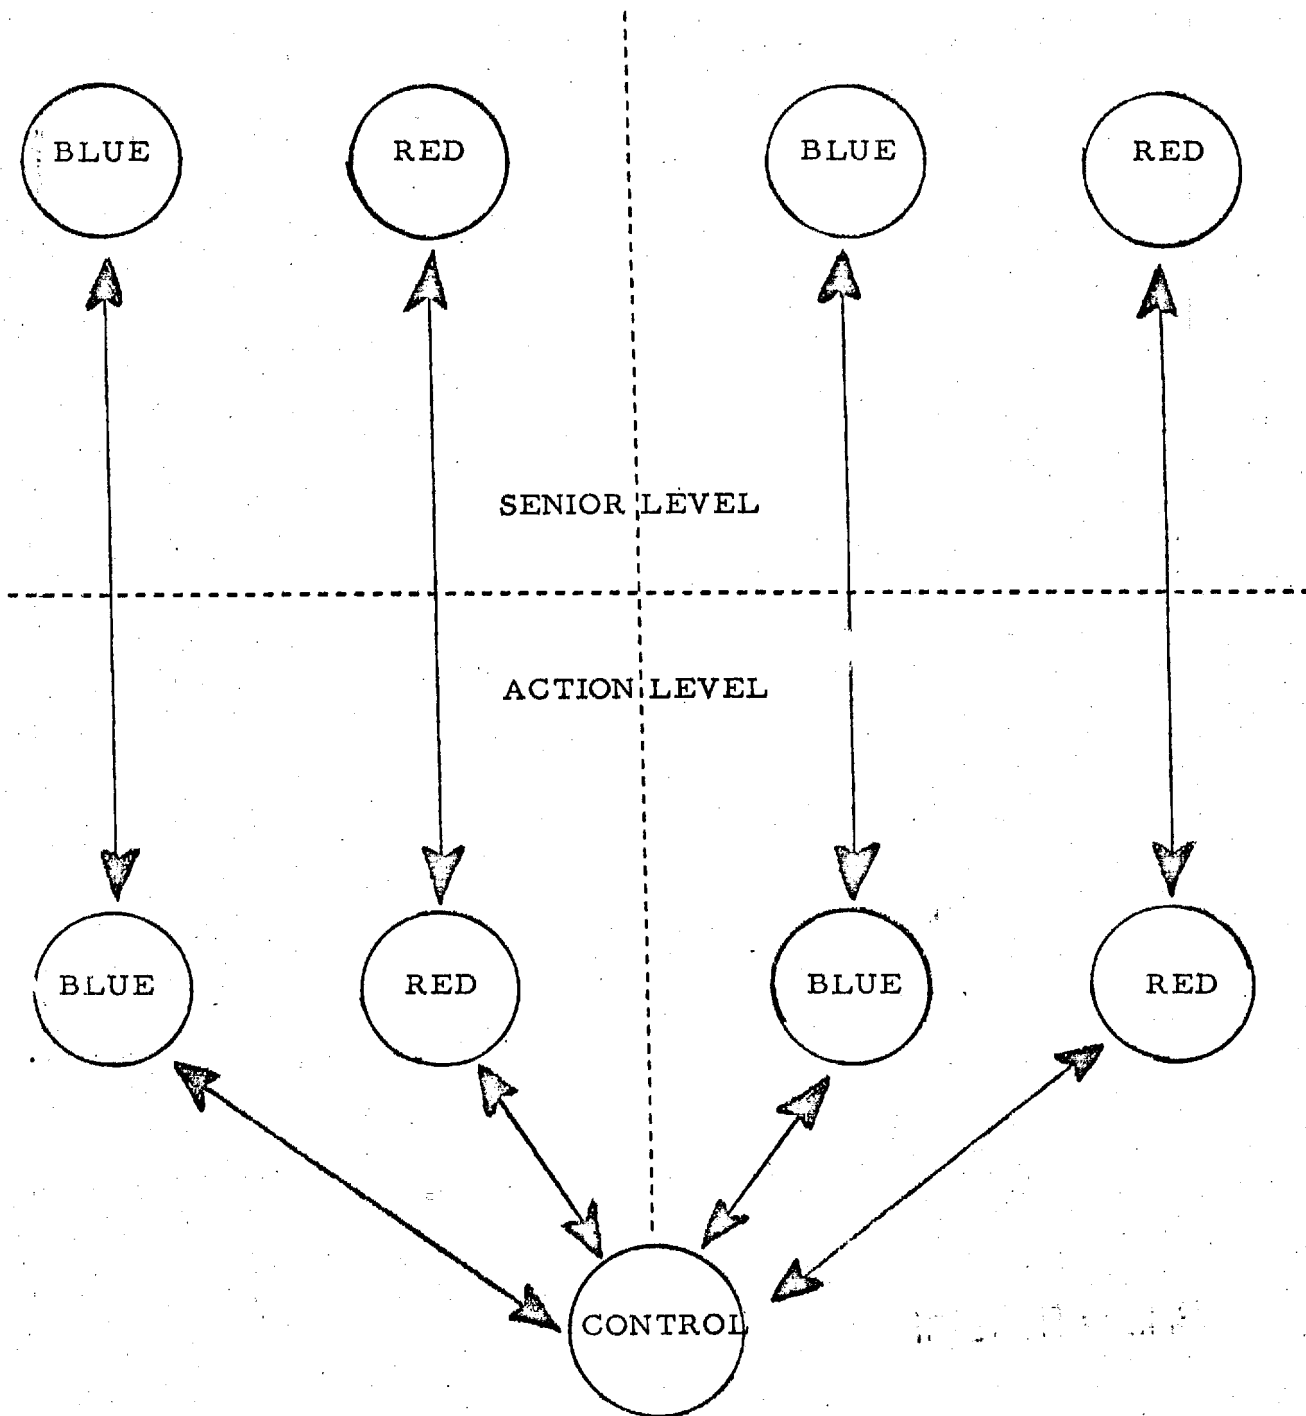 BLUE
RED
BLUE
RED
SENIOR LEVEL
ACTION LEVEL
BLUE
RED
BLUE
RED
CONTROL